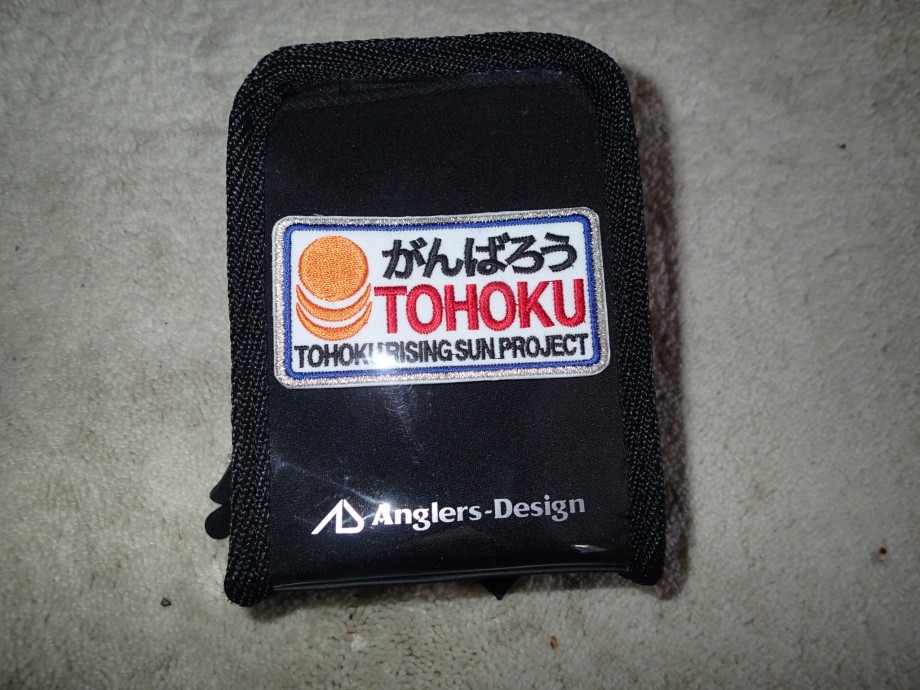 がんばろう
TOHOKU
TOHOKU RISING SUN PROJECT
Anglers-Design